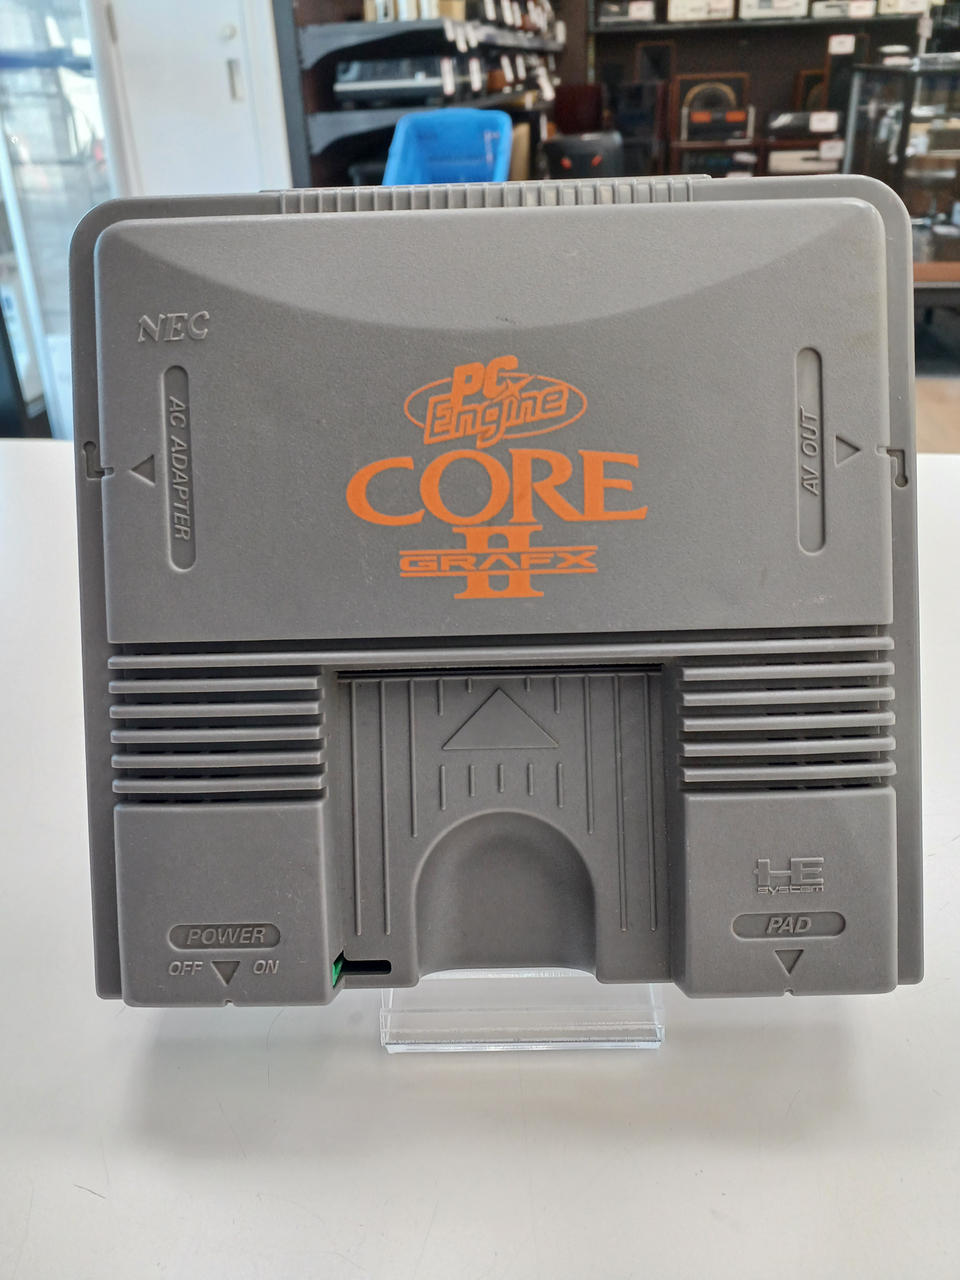 NEC
AC ADAPTER
AV OUT
PC
Engine
CORE
II
GRAFX
POWER
OFF ON
HE
system
PAD